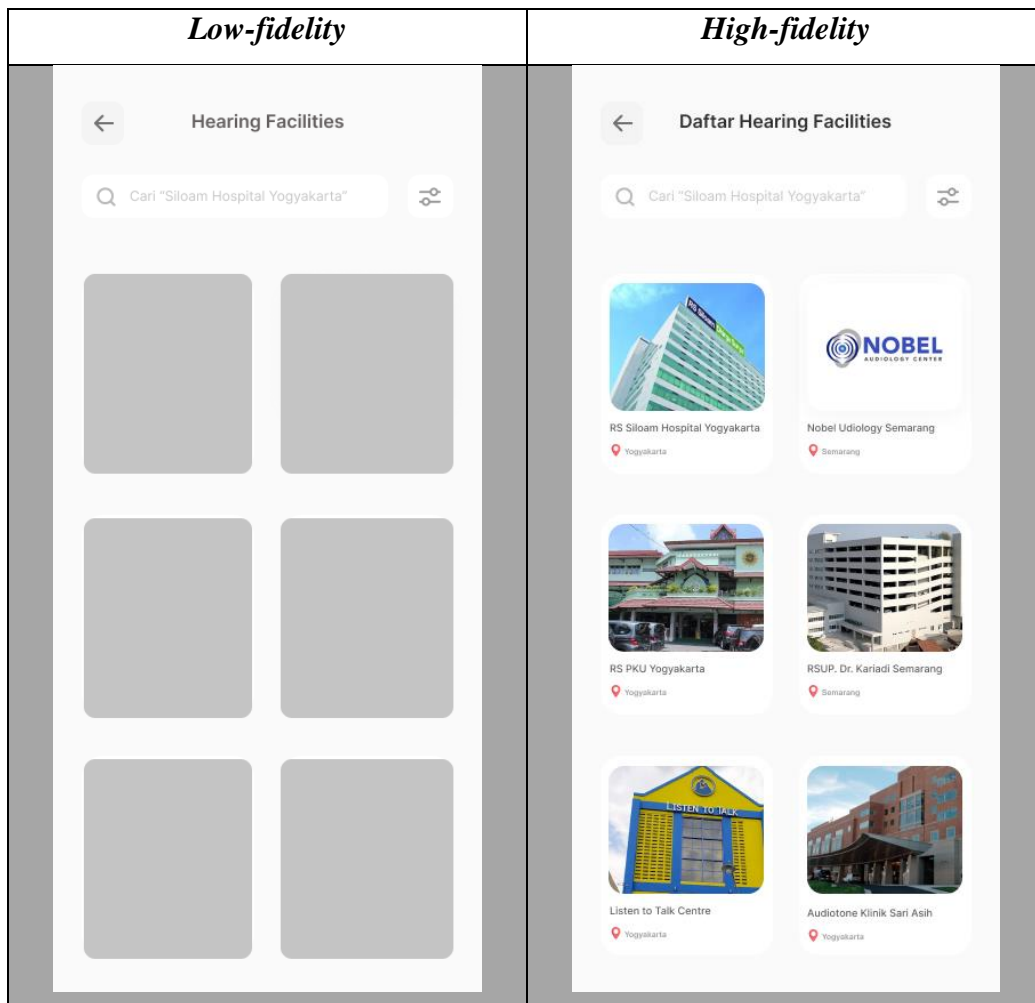 Low-fidelity
High-fidelity
Hearing Facilities
Cari "Siloam Hospital Yogyakarta"
Daftar Hearing Facilities
Cari "Siloam Hospital Yogyakarta"
RS Siloam
NOBEL
AUDIOLOGY CENTER
RS Siloam Hospital Yogyakarta
Nobel Udiology Semarang
Yogyakarta
Semarang
RS PKU Yogyakarta
RSUP. Dr. Kariadi Semarang
Yogyakarta
Semarang
LISTEN TO TALK
Listen to Talk Centre
Audiotone Klinik Sari Asih
Yogyakarta
Yogyakarta